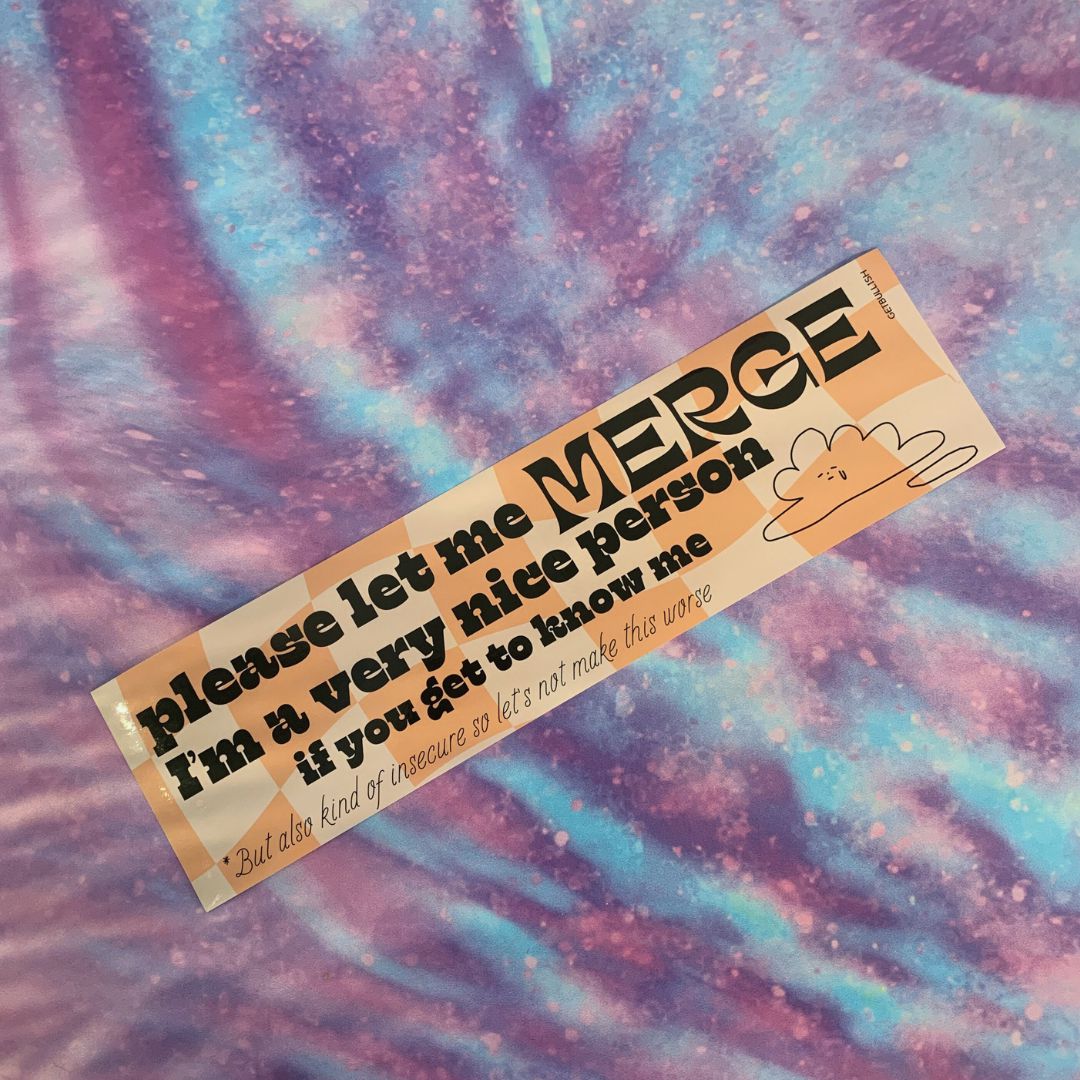 please let me MERGE
I'm a very nice person
if you get to know me
*But also kind of insecure so let's not make this worse
GETBULLISH